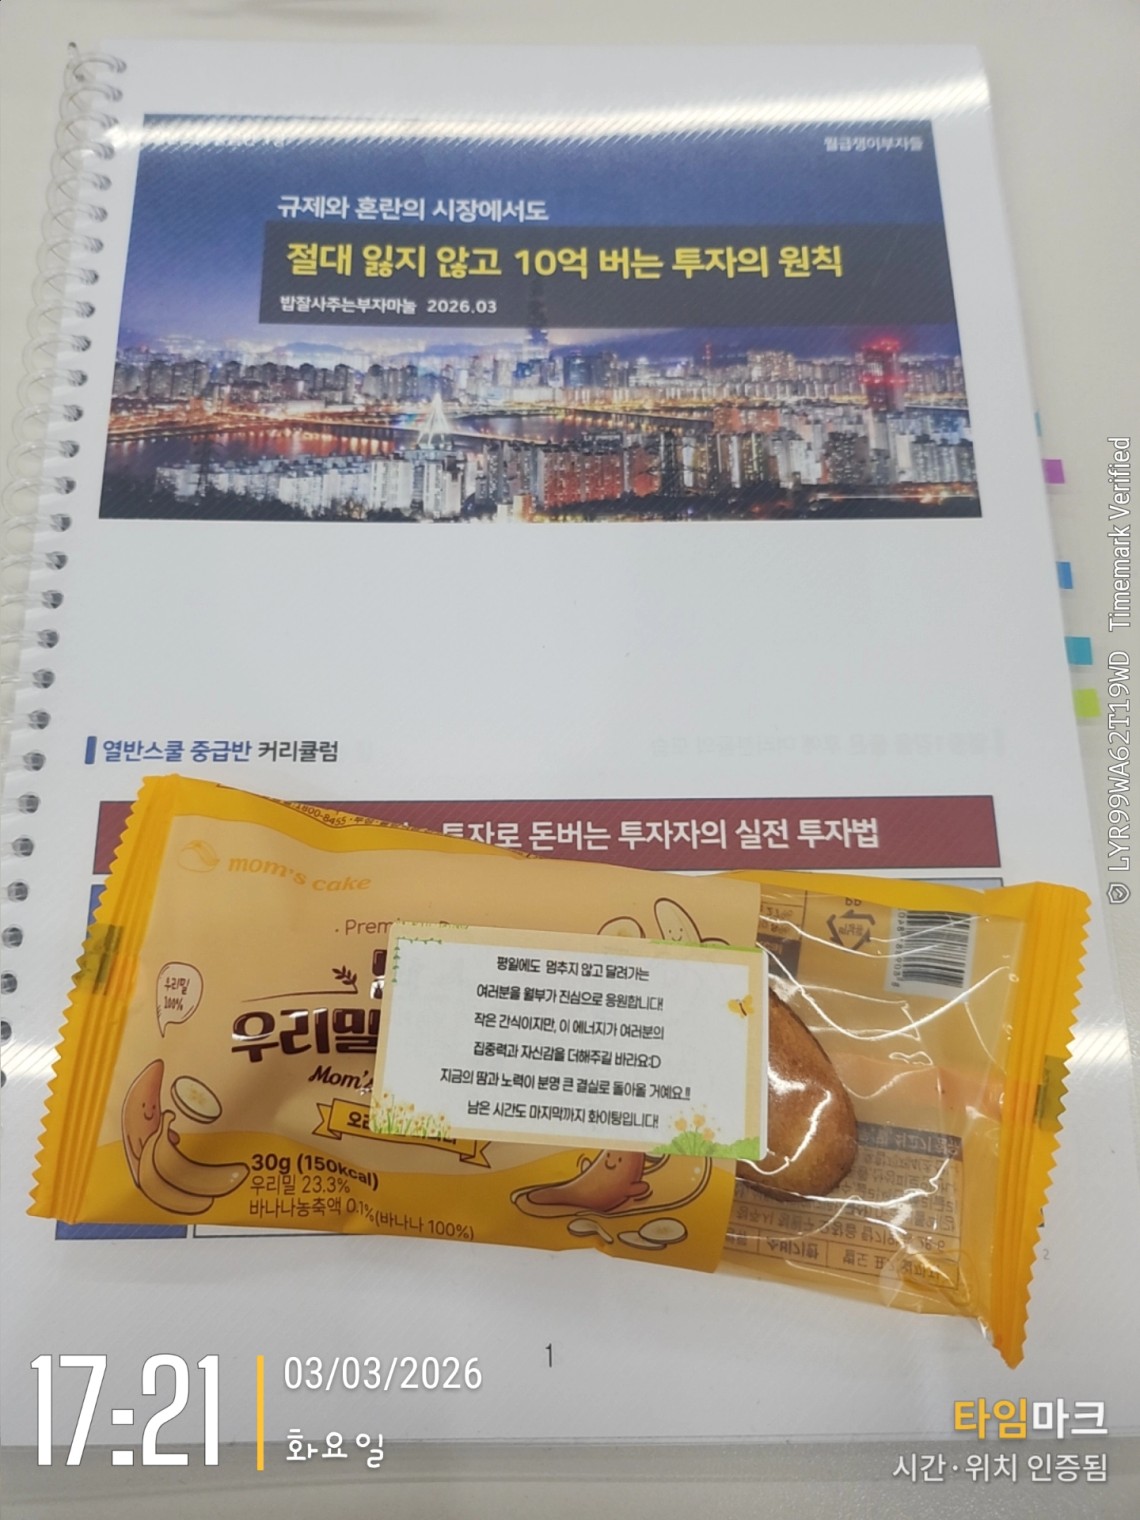 월급쟁이부자들
규제와 혼란의 시장에서도
절대 잃지 않고 10억 버는 투자의 원칙
밥잘사주는부자마눌 2026.03
열반스쿨 중급반 커리큘럼
투자로 돈버는 투자자의 실전 투자법
mom's cake
우리밀
100%
우리밀
Mom's
평일에도 멈추지 않고 달려가는
여러분을 월부가 진심으로 응원합니다!
작은 간식이지만, 이 에너지가 여러분의
집중력과 자신감을 더해주길 바라요:D
지금의 땀과 노력이 분명 큰 결실로 돌아올 거예요!!
남은 시간도 마지막까지 화이팅입니다!
30g (150kcal)
우리밀 23.3%
바나나농축액 0.1%(바나나 100%)
2
1
17:21
03/03/2026
화요일
타임마크
시간·위치 인증됨
LYR99WA62T19WD Timemark Verified